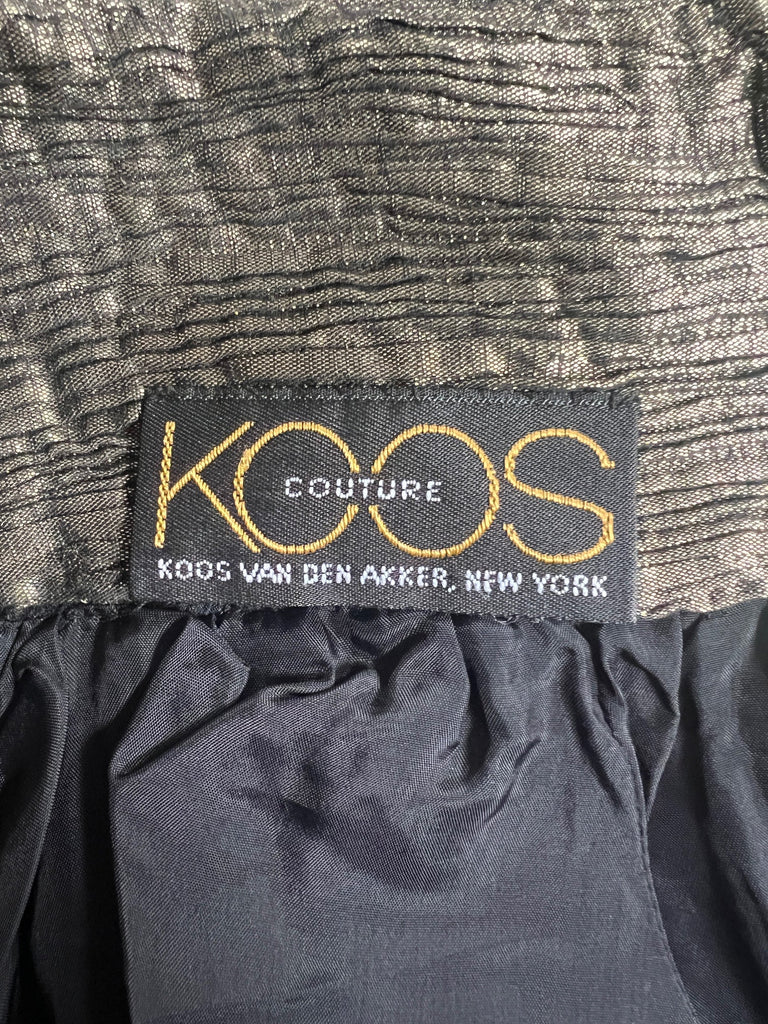 KOOS
COUTURE
KOOS VAN DEN AKKER, NEW YORK